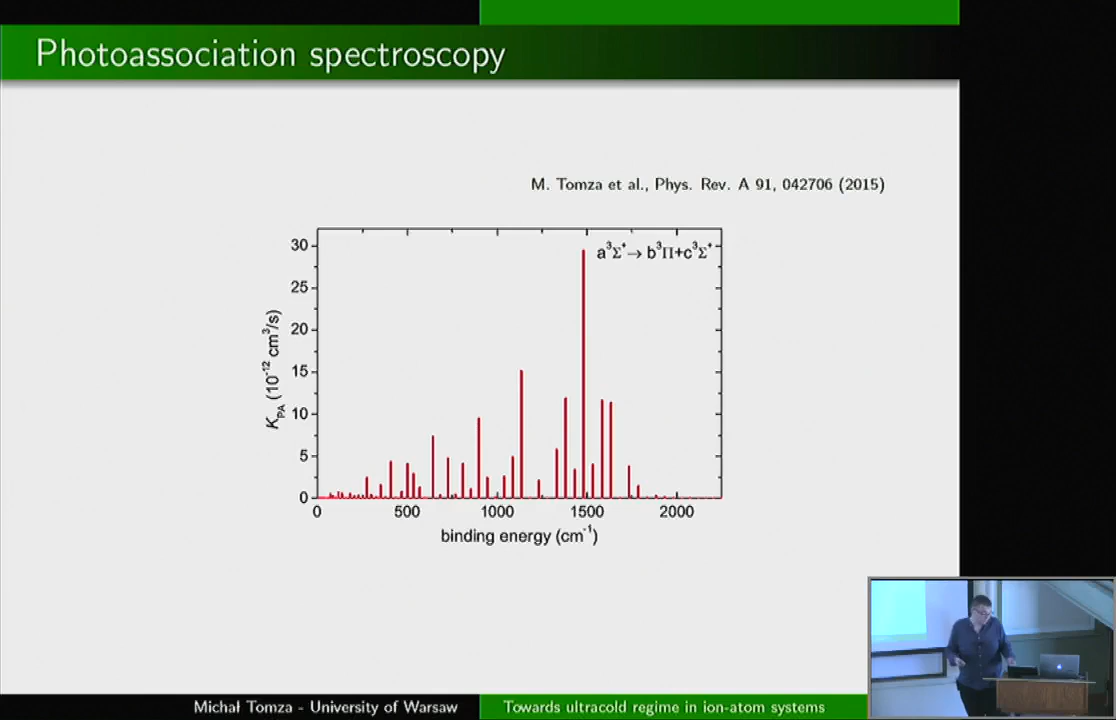 Photoassociation spectroscopy
M. Tomza et al., Phys. Rev. A 91, 042706 (2015)
a³Σ⁺→ b³Π+c³Σ⁺
30
25
20
15
10
5
0
K_PA (10⁻¹² cm³/s)
0 500 1000 1500 2000
binding energy (cm⁻¹)
Michał Tomza - University of Warsaw
Towards ultracold regime in ion-atom systems